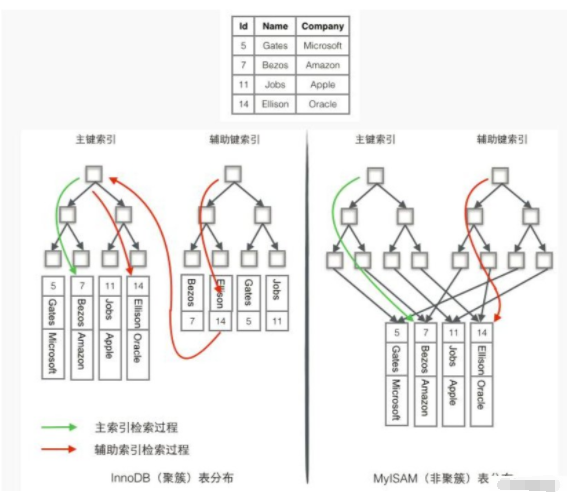 Id Name Company
5 Gates Microsoft
7 Bezos Amazon
11 Jobs Apple
14 Ellison Oracle
主键索引 辅助键索引
5 Gates Microsoft
7 Bezos Amazon
11 Jobs Apple
14 Ellison Oracle
Bezos 7
Ellison 14
Gates 5
Jobs 11
主索引检索过程
辅助索引检索过程
InnoDB（聚簇）表分布
主键索引 辅助键索引
5 Gates Microsoft
7 Bezos Amazon
11 Jobs Apple
14 Ellison Oracle
MyISAM（非聚簇）表